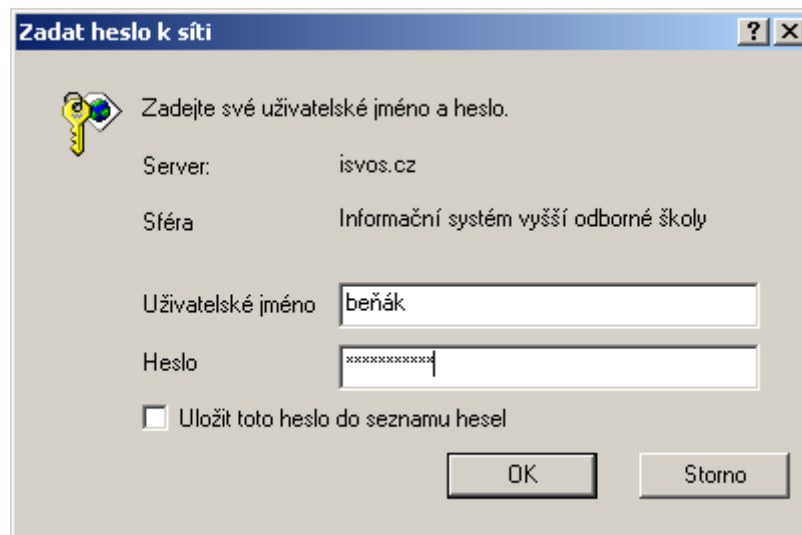 Zadat heslo k síti
Zadejte své uživatelské jméno a heslo.
Server: isvos.cz
Sféra Informační systém vyšší odborné školy
Uživatelské jméno beňák
Heslo ***********
Uložit toto heslo do seznamu hesel
OK Storno